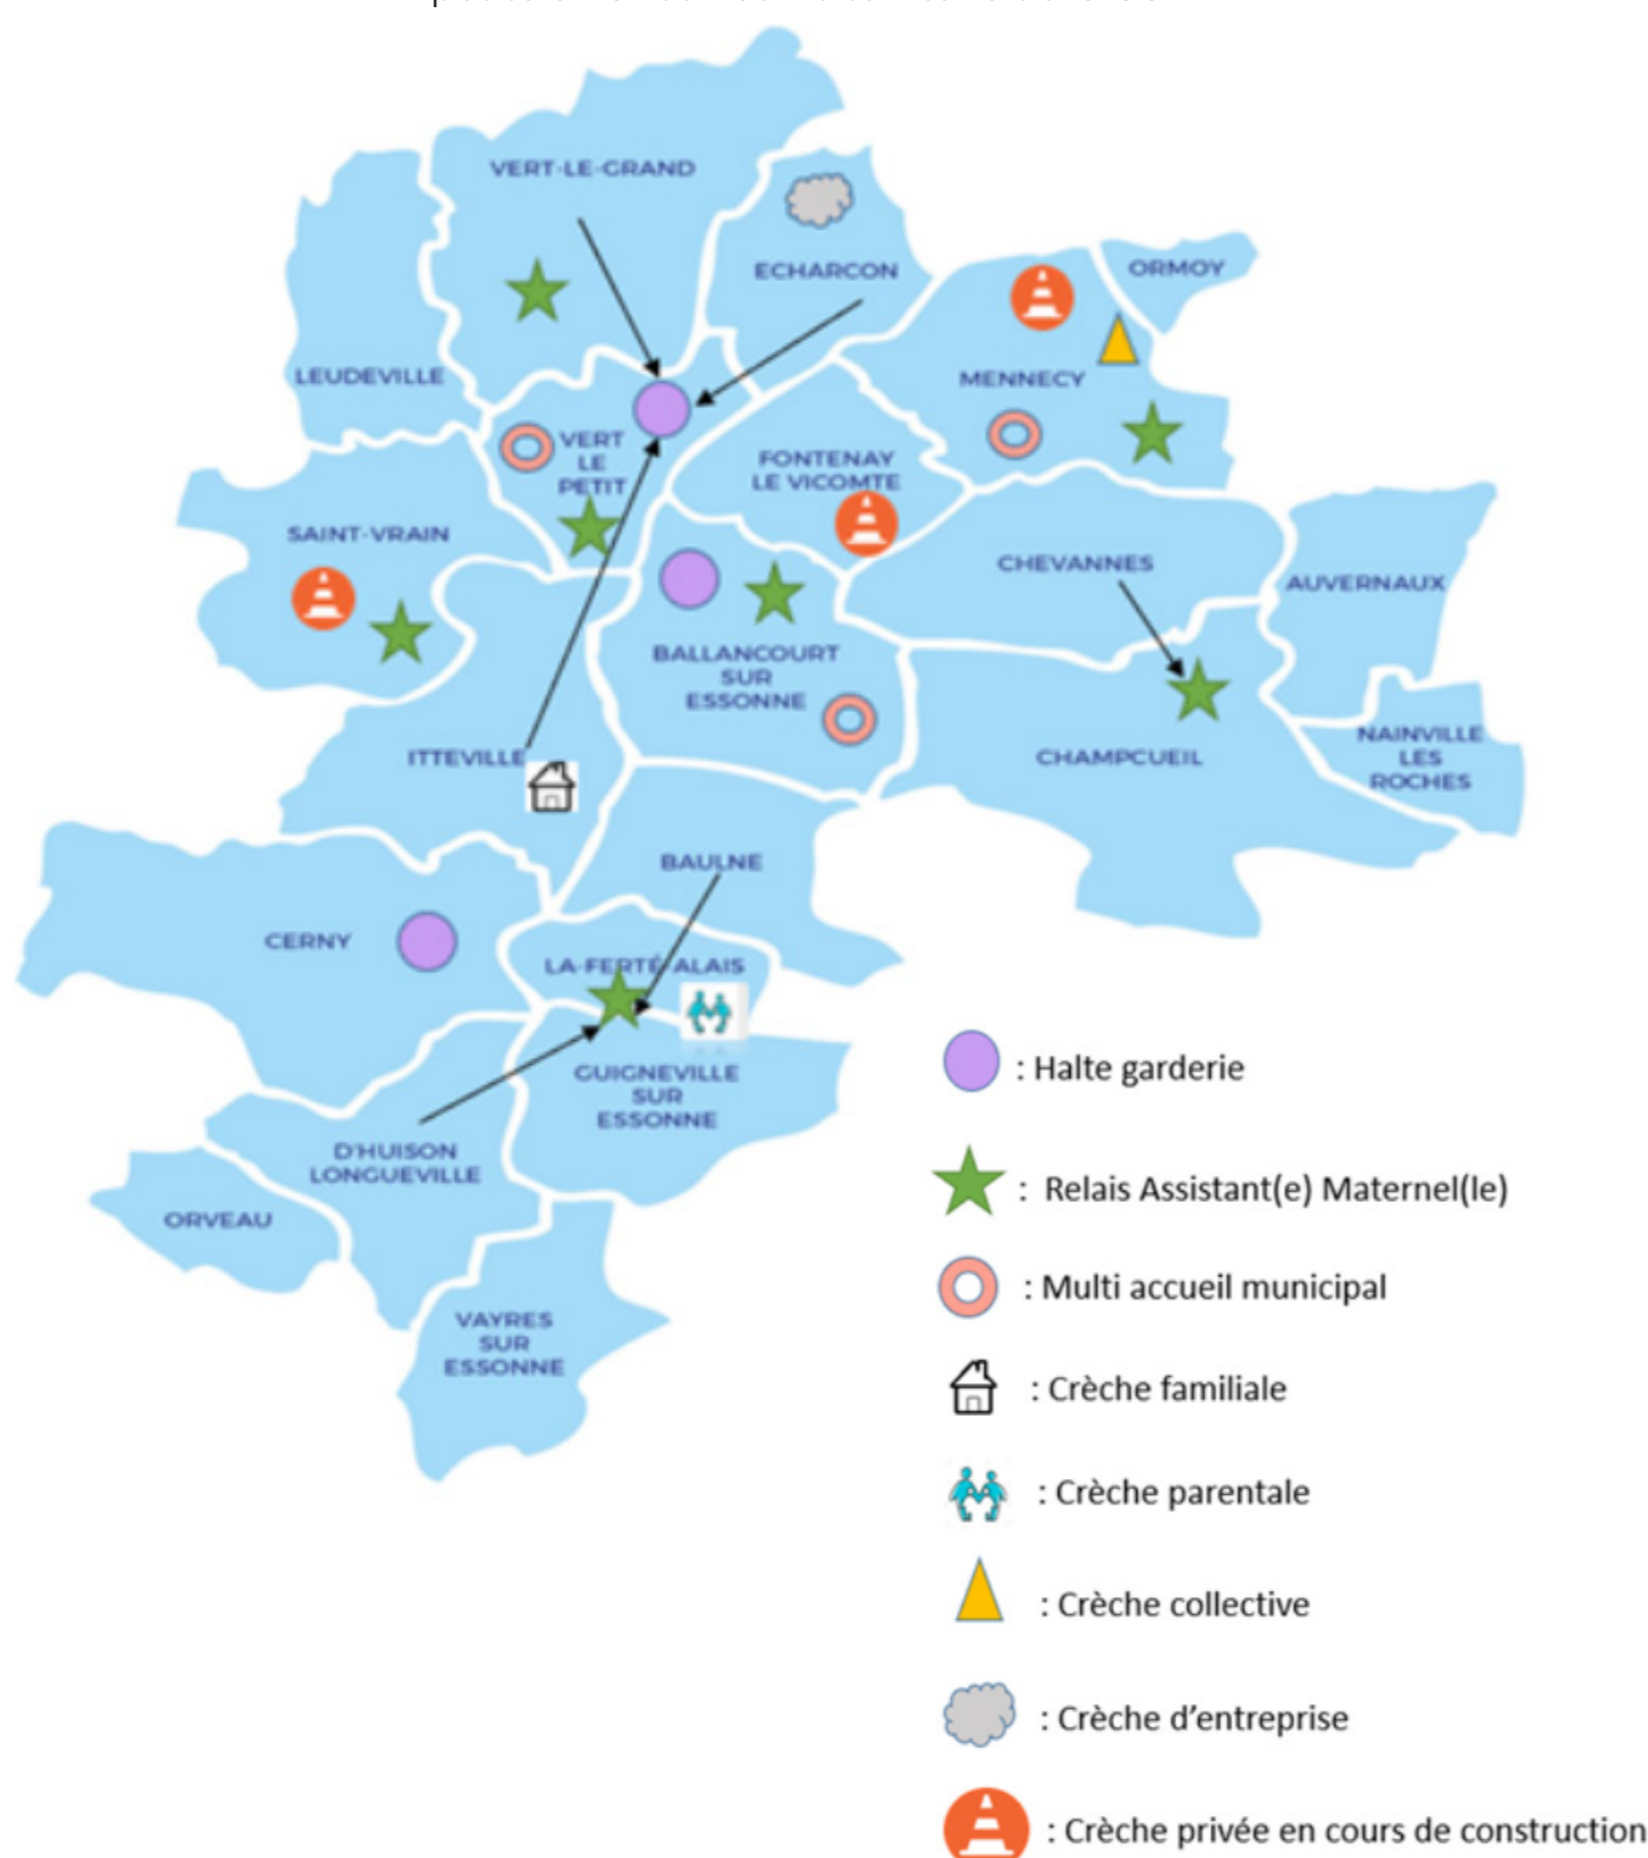 VERT-LE-GRAND
ECHARCON
ORMOY
LEUDEVILLE
MENNECY
VERT
LE
PETIT
FONTENAY
LE VICOMTE
SAINT-VRAIN
CHEVANNES
AUVERNAUX
BALLANCOURT
SUR
ESSONNE
ITTEVILLE
CHAMPCUEIL
NAINVILLE
LES
ROCHES
BAULNE
CERNY
LA-FERTÉ-ALAIS
GUIGNEVILLE
SUR
ESSONNE
D'HUISON
LONGUEVILLE
ORVEAU
VAYRES
SUR
ESSONNE
: Halte garderie
: Relais Assistant(e) Maternel(le)
: Multi accueil municipal
: Crèche familiale
: Crèche parentale
: Crèche collective
: Crèche d'entreprise
: Crèche privée en cours de construction